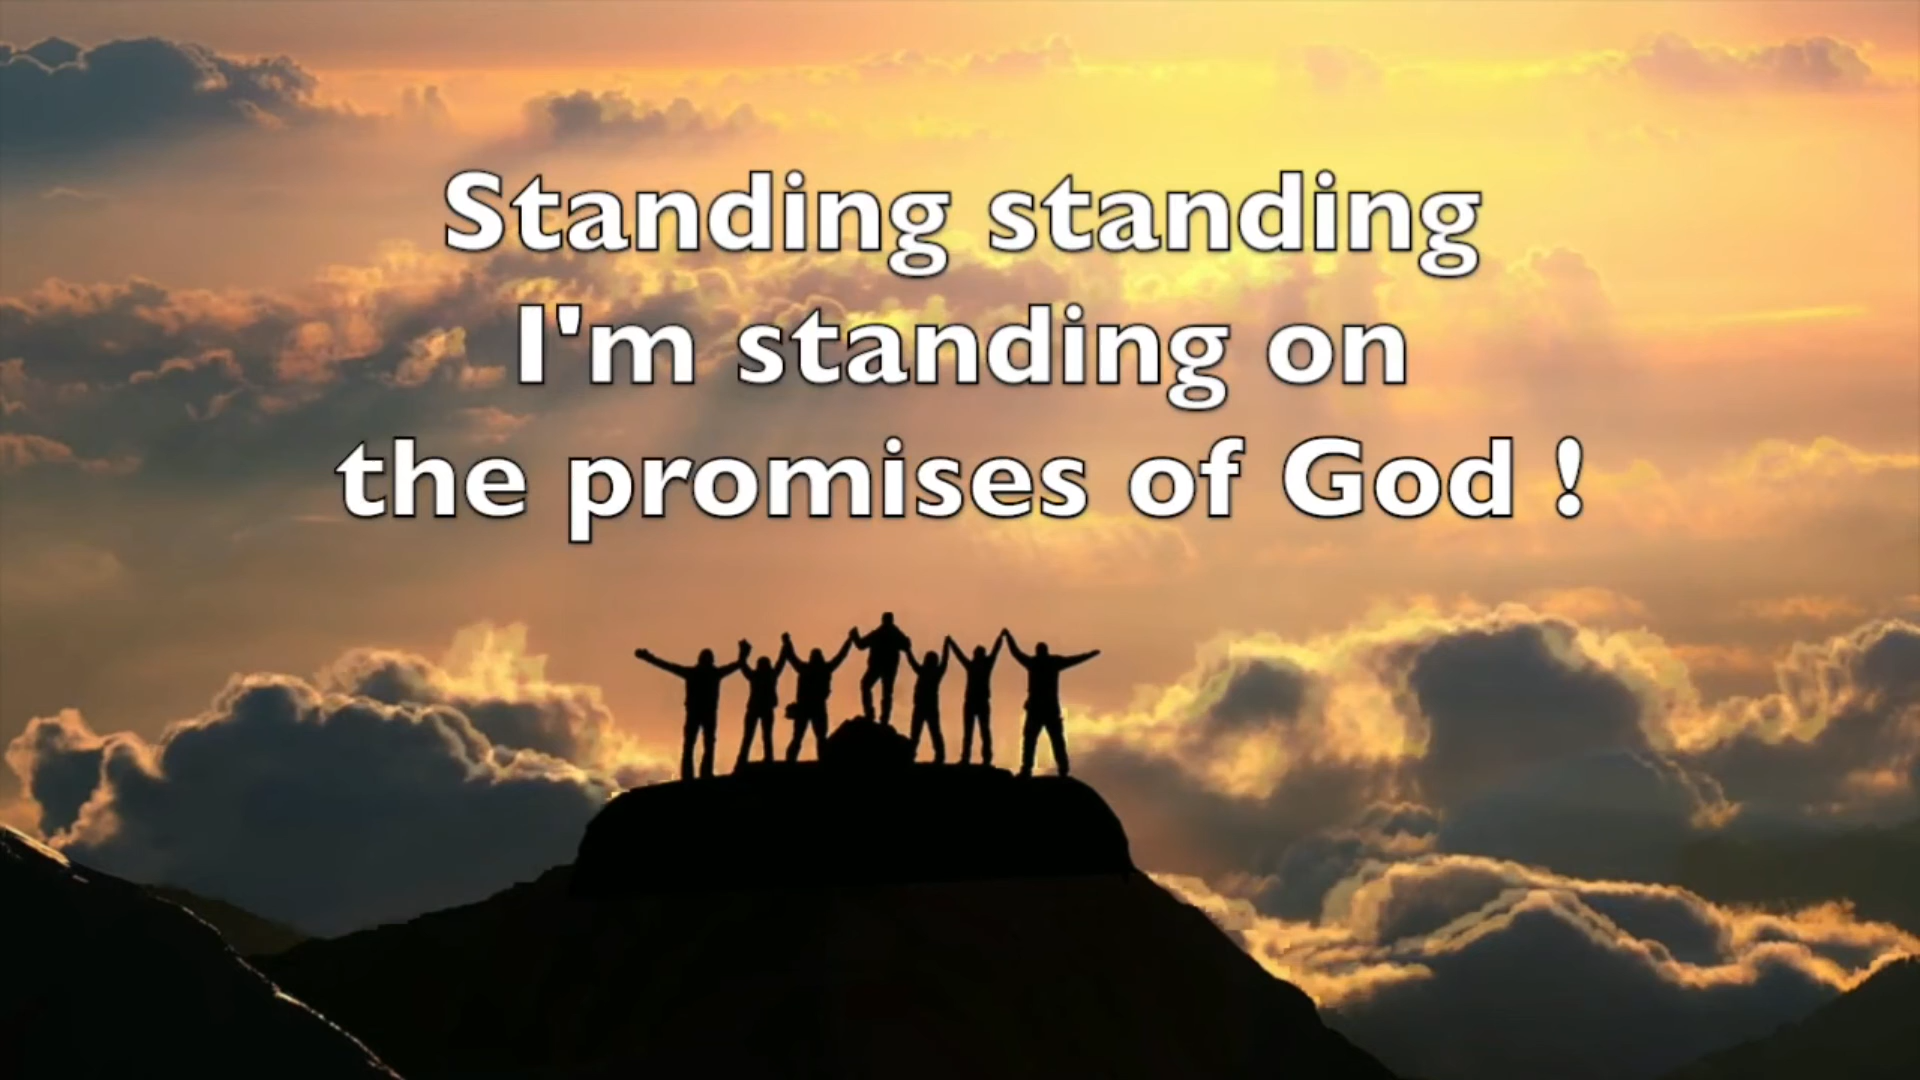 Standing standing
I'm standing on
the promises of God !